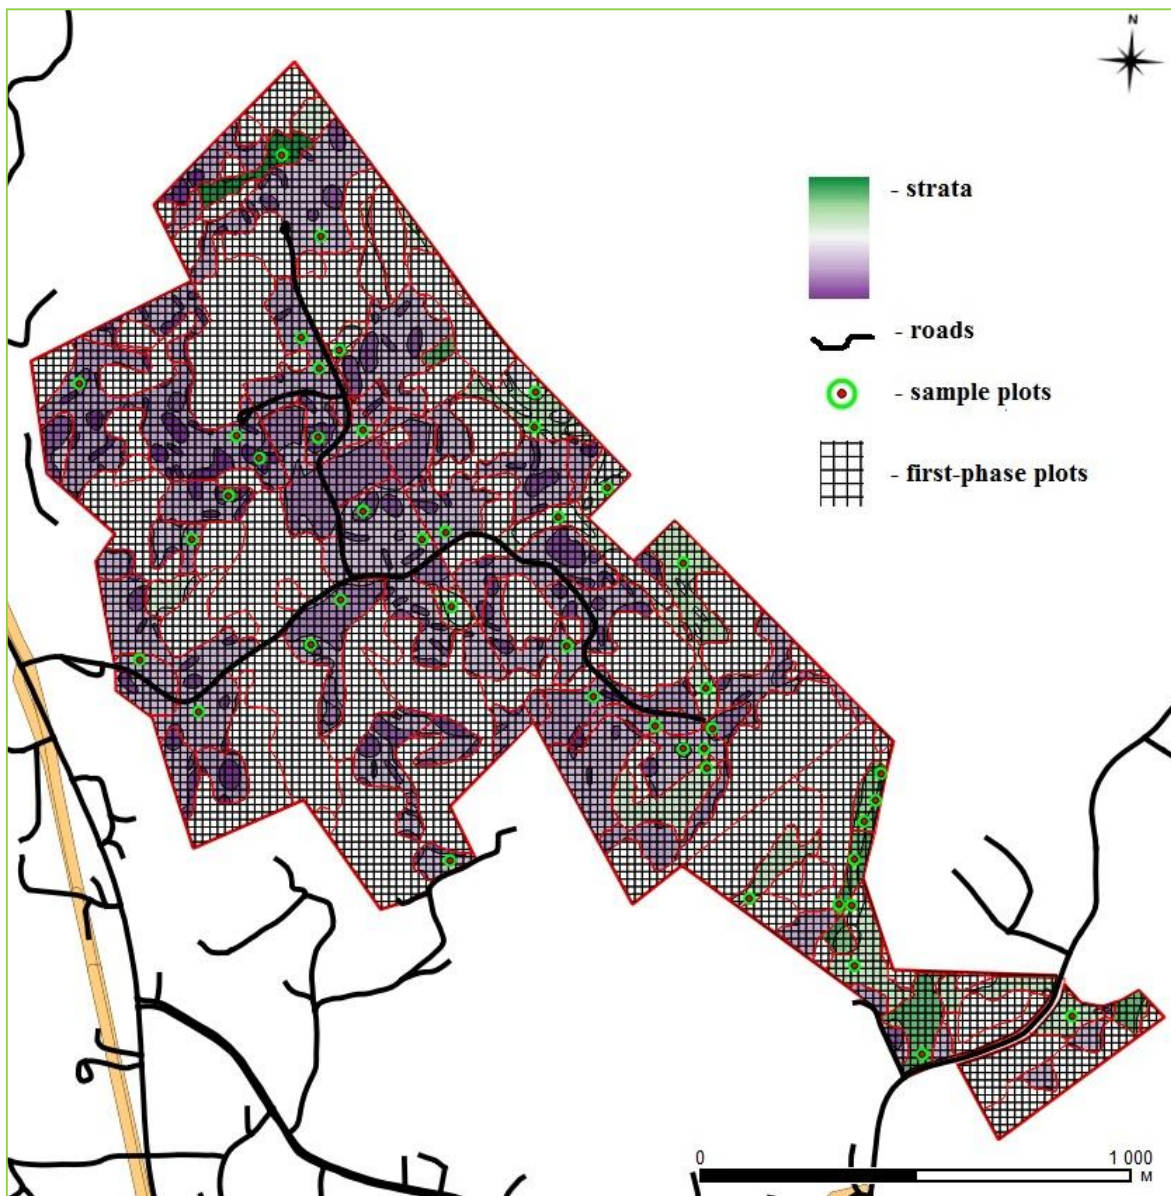 N
- strata
- roads
- sample plots
- first-phase plots
0 1 000
М